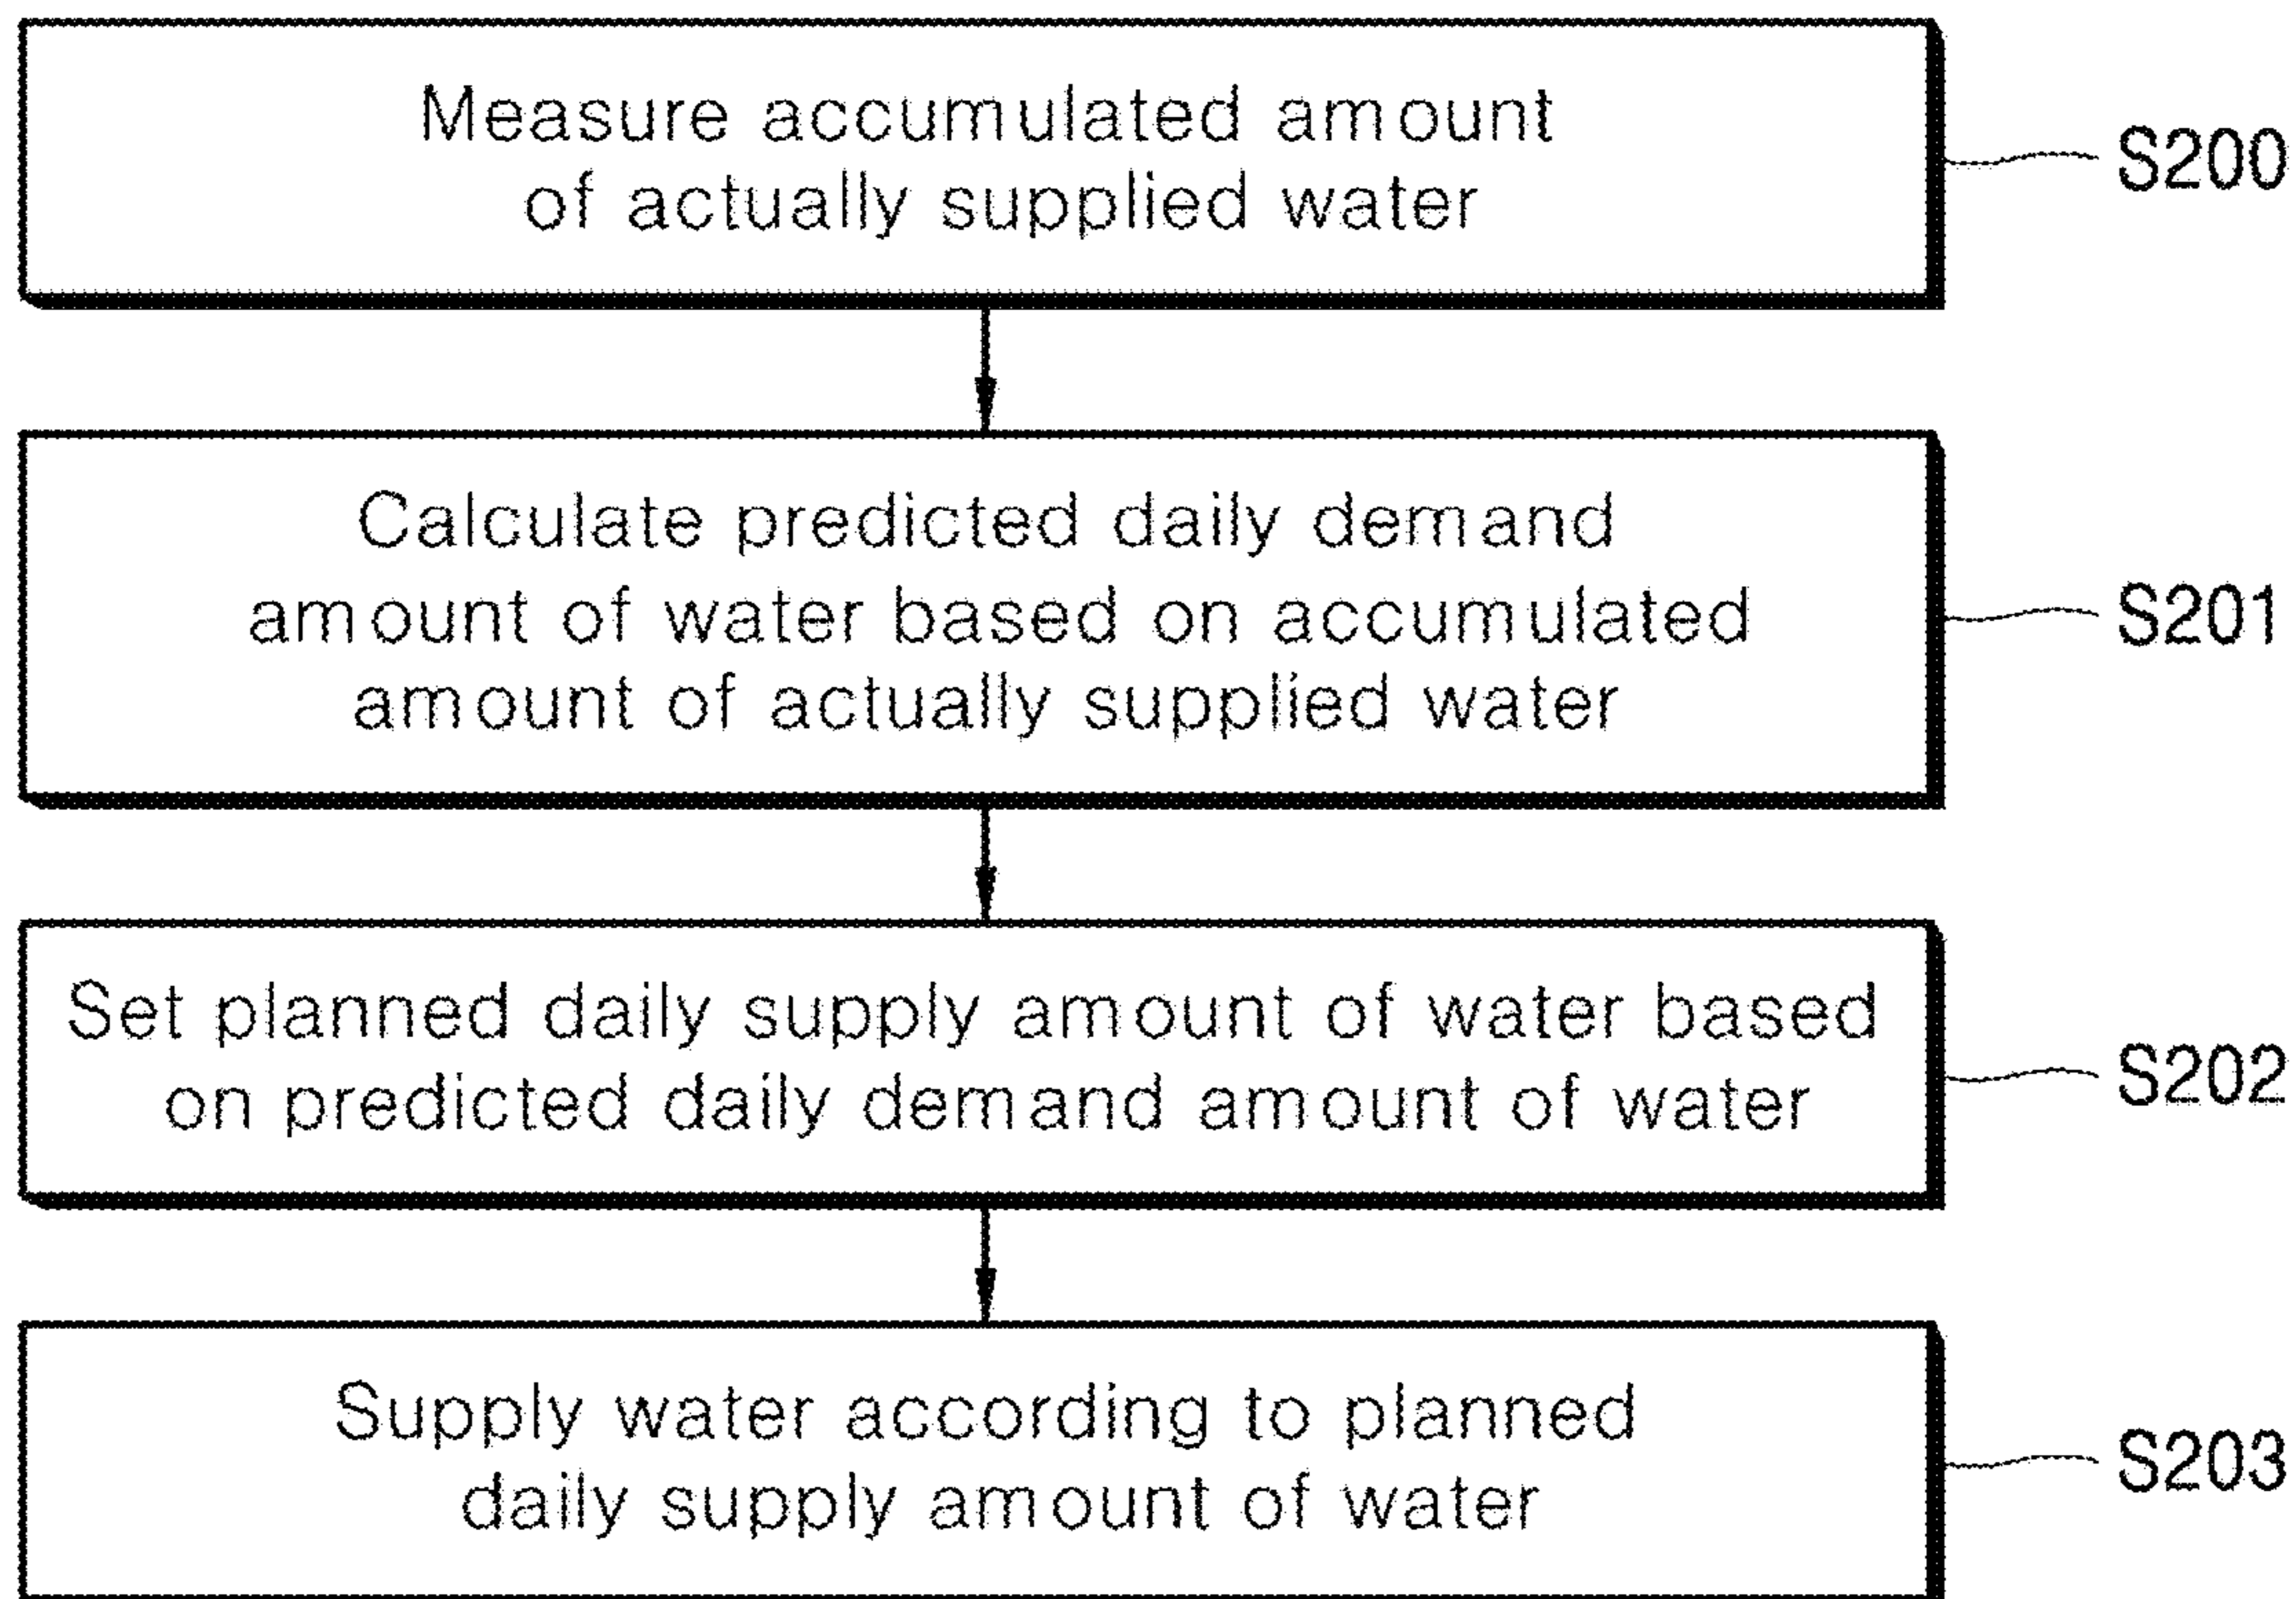 Measure accumulated amount
of actually supplied water
S200
Calculate predicted daily demand
amount of water based on accumulated
amount of actually supplied water
S201
Set planned daily supply amount of water based
on predicted daily demand amount of water
S202
Supply water according to planned
daily supply amount of water
S203